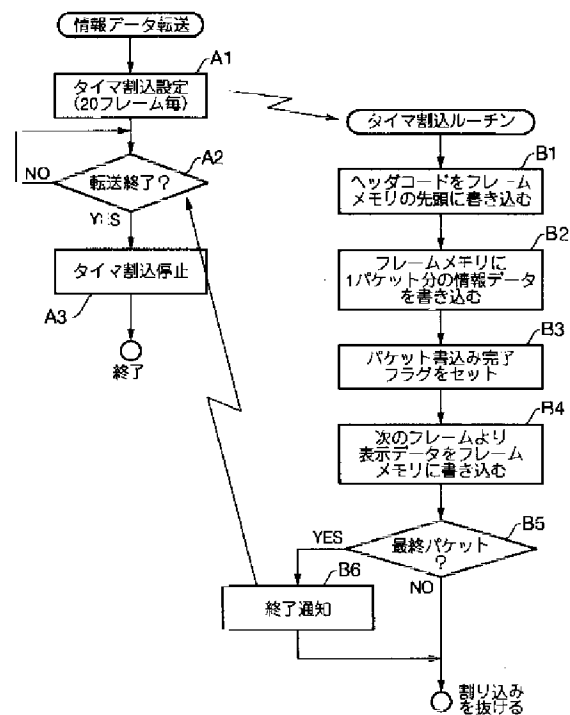 情報データ転送
A1
タイマ割込設定
(20フレーム毎)
A2
転送終了?
NO
YES
タイマ割込停止
A3
終了
タイマ割込ルーチン
B1
ヘッダコードをフレーム
メモリの先頭に書き込む
B2
フレームメモリに
1パケット分の情報データ
を書き込む
B3
パケット書込み完了
フラグをセット
B4
次のフレームより
表示データをフレーム
メモリに書き込む
B5
最終パケット
?
YES
NO
B6
終了通知
割り込み
を抜ける